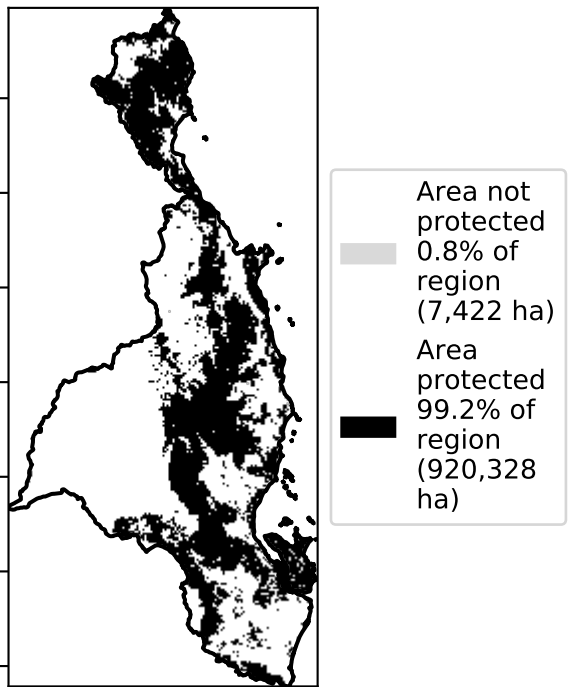 Area not
protected
0.8% of
region
(7,422 ha)
Area
protected
99.2% of
region
(920,328
ha)